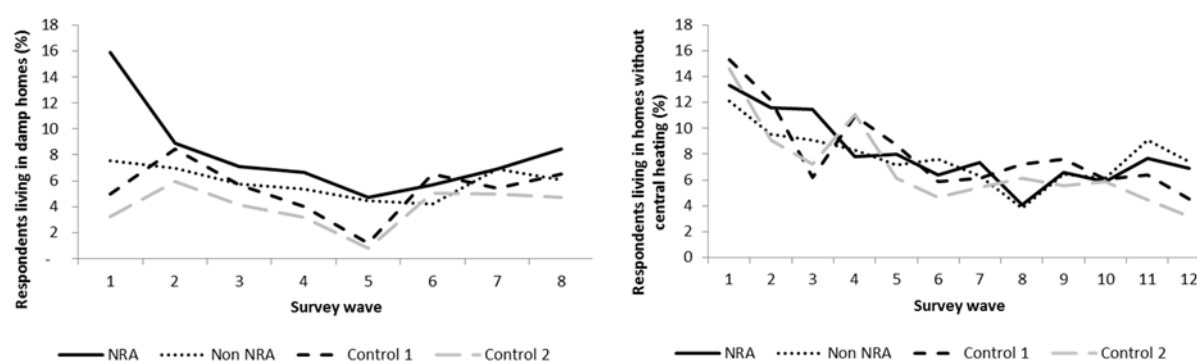 Respondents living in damp homes (%)
18
16
14
12
10
8
6
4
2
-
1 2 3 4 5 6 7 8
Survey wave
NRA Non NRA Control 1 Control 2
Respondents living in homes without
central heating (%)
18
16
14
12
10
8
6
4
2
0
1 2 3 4 5 6 7 8 9 10 11 12
Survey wave
NRA Non NRA Control 1 Control 2